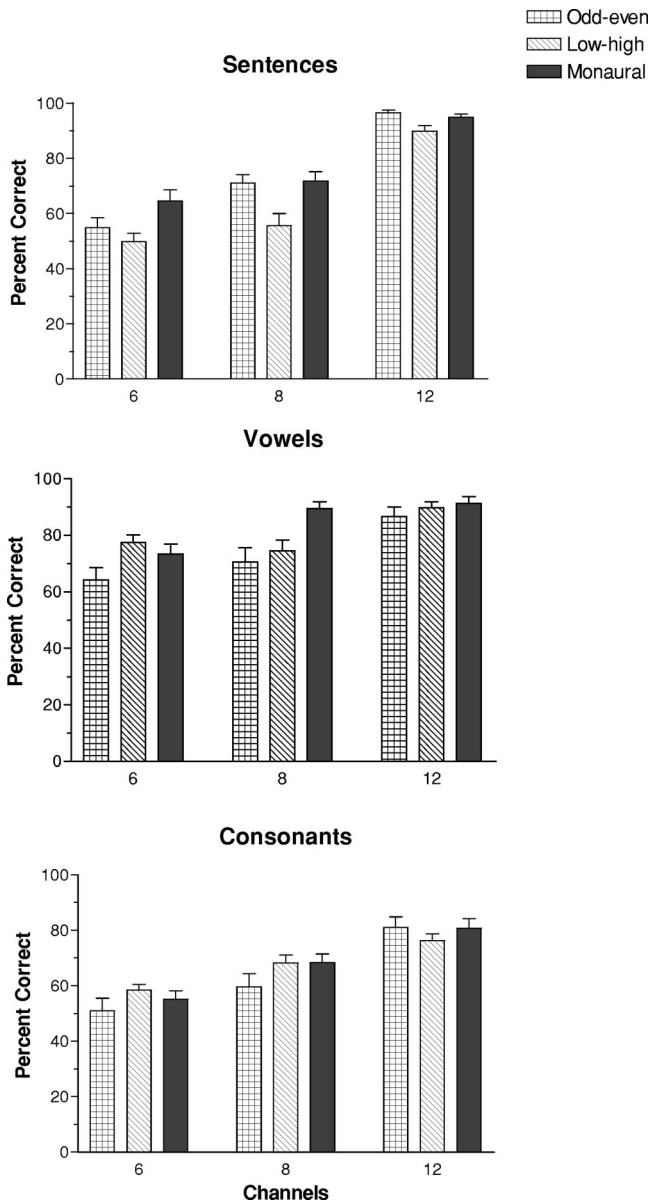 Odd-even
Low-high
Monaural
Sentences
Percent Correct
100
80
60
40
20
0
6 8 12
Vowels
Percent Correct
100
80
60
40
20
0
6 8 12
Consonants
Percent Correct
100
80
60
40
20
0
6 8 12
Channels